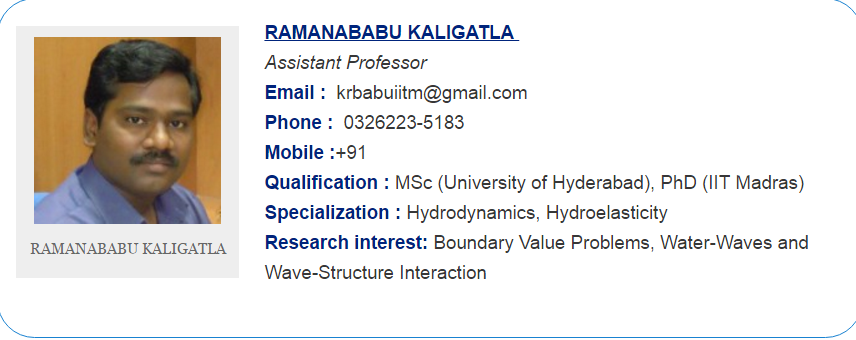 RAMANABABU KALIGATLA
Assistant Professor
Email : krbabuiitm@gmail.com
Phone : 0326223-5183
Mobile :+91
Qualification : MSc (University of Hyderabad), PhD (IIT Madras)
Specialization : Hydrodynamics, Hydroelasticity
Research interest: Boundary Value Problems, Water-Waves and
Wave-Structure Interaction
RAMANABABU KALIGATLA